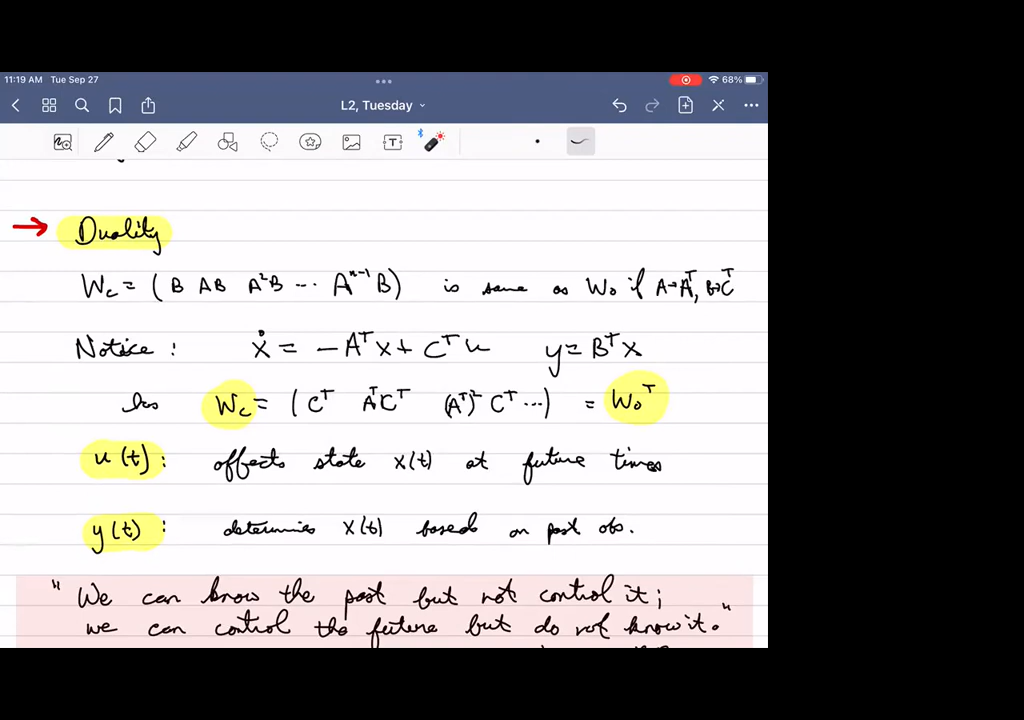 11:19 AM Tue Sep 27
68%
L2, Tuesday
T
Duality
W_c = ( B AB A²B ... Aⁿ⁻¹B ) is same as W_o if A→Aᵀ, B→Cᵀ
Notice : ẋ = -Aᵀx + Cᵀu y = Bᵀx
has W_c = ( Cᵀ AᵀCᵀ (Aᵀ)² Cᵀ ... ) = W_oᵀ
u(t) : affects state x(t) at future times
y(t) : determines x(t) based on past obs.
" We can know the past but not control it ;
we can control the future but do not know it. "